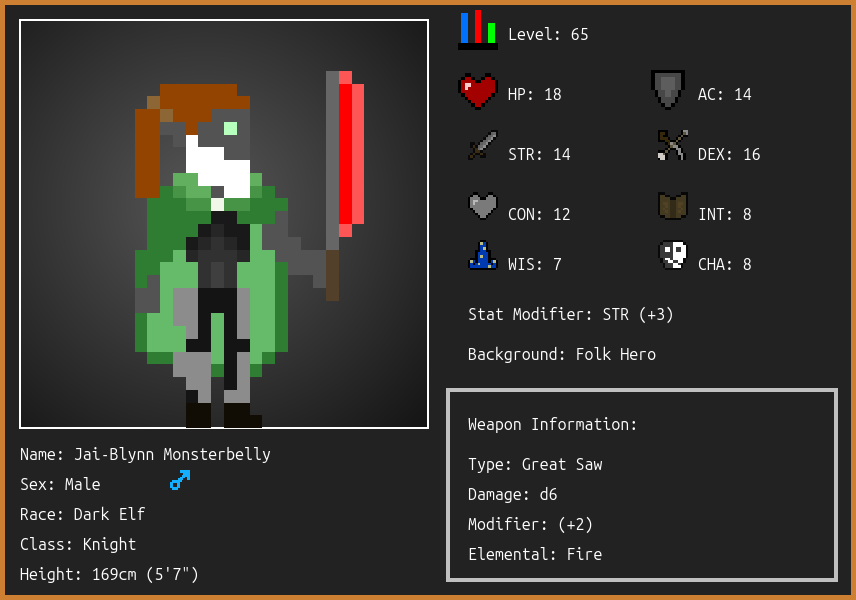 Level: 65
HP: 18
AC: 14
STR: 14
DEX: 16
CON: 12
INT: 8
WIS: 7
CHA: 8
Stat Modifier: STR (+3)
Background: Folk Hero
Weapon Information:
Type: Great Saw
Damage: d6
Modifier: (+2)
Elemental: Fire
Name: Jai-Blynn Monsterbelly
Sex: Male
Race: Dark Elf
Class: Knight
Height: 169cm (5'7")